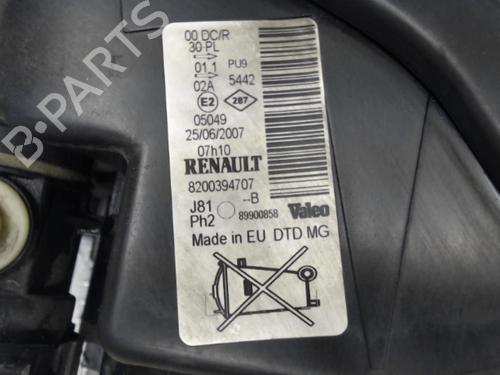 00 DC/R
30 PL
01 1 PU9
02A 5442
E2 287
05049
25/06/2007
07h10
RENAULT
8200394707
J81 --B
Ph2 89900858 Valeo
Made in EU DTD MG